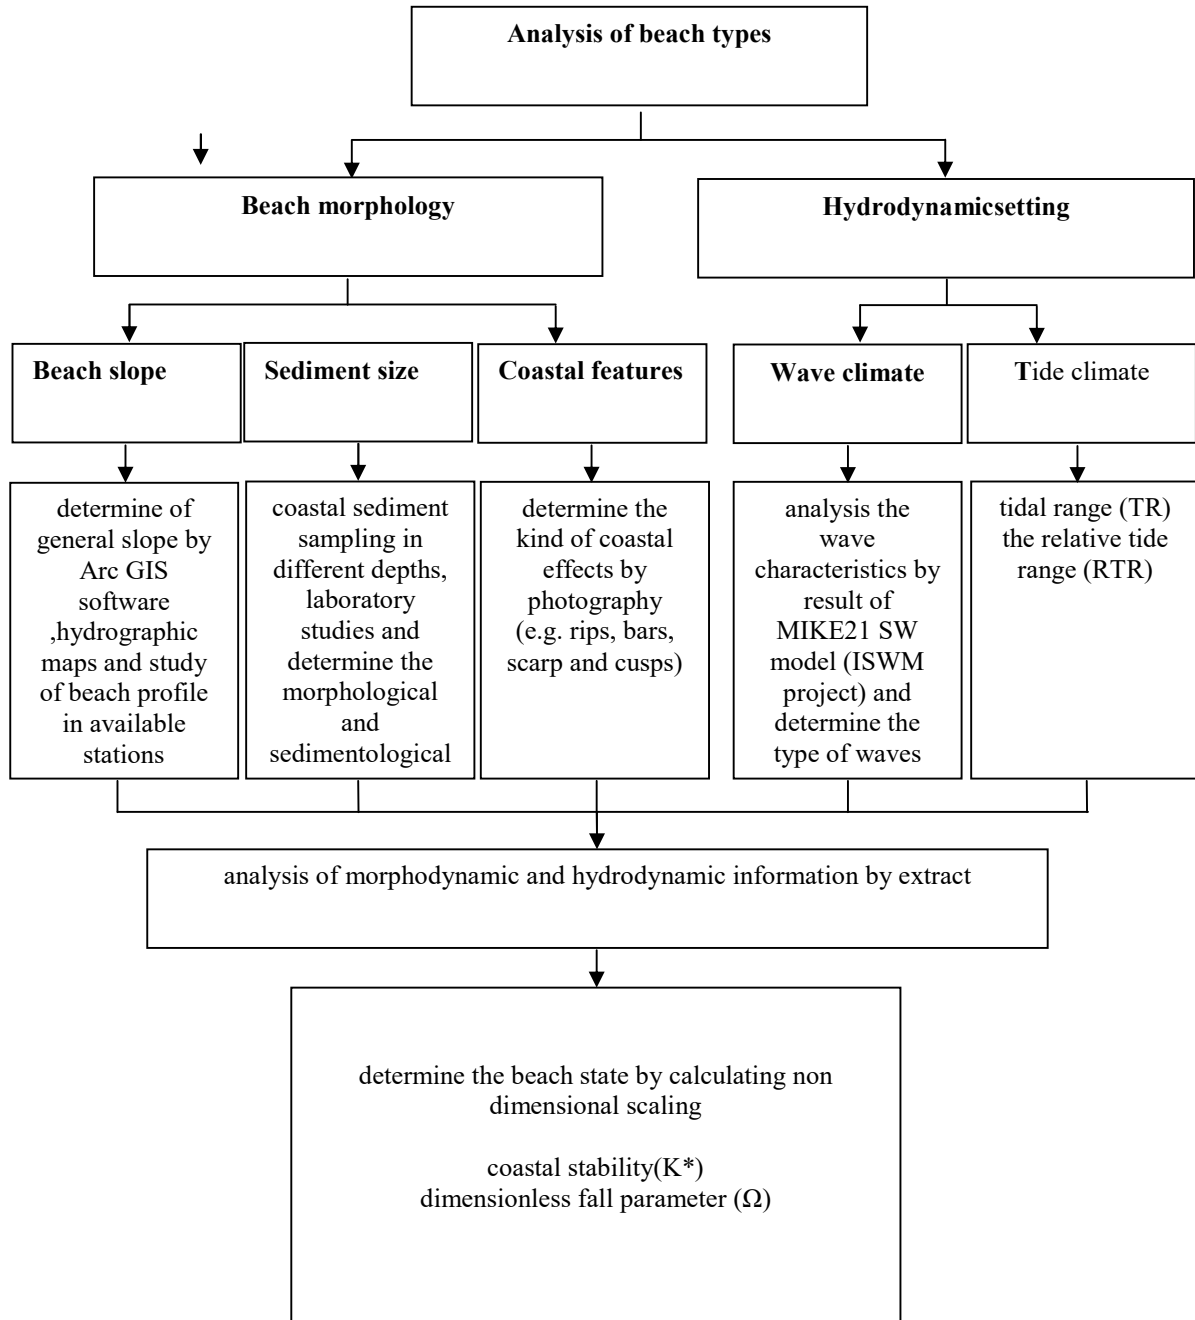 Analysis of beach types
Beach morphology
Hydrodynamicsetting
Beach slope
Sediment size
Coastal features
Wave climate
Tide climate
determine of
general slope by
Arc GIS
software
,hydrographic
maps and study
of beach profile
in available
stations
coastal sediment
sampling in
different depths,
laboratory
studies and
determine the
morphological
and
sedimentological
determine the
kind of coastal
effects by
photography
(e.g. rips, bars,
scarp and cusps)
analysis the
wave
characteristics by
result of
MIKE21 SW
model (ISWM
project) and
determine the
type of waves
tidal range (TR)
the relative tide
range (RTR)
analysis of morphodynamic and hydrodynamic information by extract
determine the beach state by calculating non
dimensional scaling
coastal stability(K*)
dimensionless fall parameter (Ω)